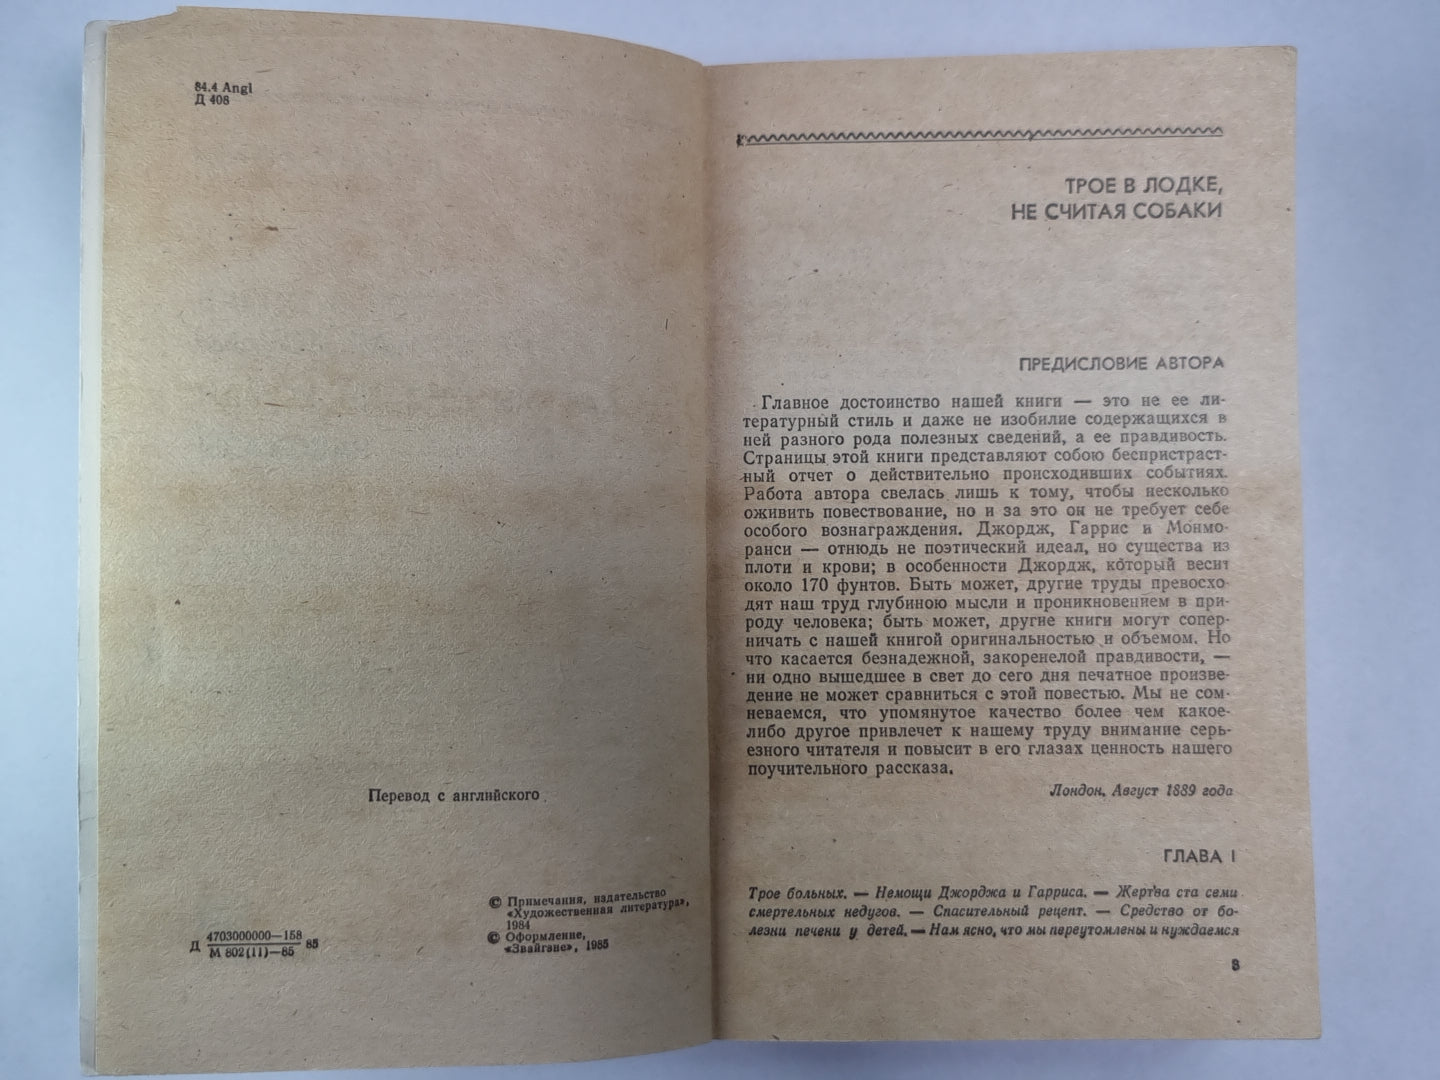 84.4 Angl
Д 408
Перевод с английского
Д 4703000000—158 85
М 802(11)—85
© Примечания, издательство
«Художественная литература»,
1984
© Оформление,
«Звайгзне», 1985
ТРОЕ В ЛОДКЕ,
НЕ СЧИТАЯ СОБАКИ
ПРЕДИСЛОВИЕ АВТОРА
Главное достоинство нашей книги — это не ее ли-
тературный стиль и даже не изобилие содержащихся в
ней разного рода полезных сведений, а ее правдивость.
Страницы этой книги представляют собою беспристраст-
ный отчет о действительно происходивших событиях.
Работа автора свелась лишь к тому, чтобы несколько
оживить повествование, но и за это он не требует себе
особого вознаграждения. Джордж, Гаррис и Монмо-
ранси — отнюдь не поэтический идеал, но существа из
плоти и крови; в особенности Джордж, который весит
около 170 фунтов. Быть может, другие труды превосхо-
дят наш труд глубиною мысли и проникновением в при-
роду человека; быть может, другие книги могут сопер-
ничать с нашей книгой оригинальностью и объемом. Но
что касается безнадежной, закоренелой правдивости, —
ни одно вышедшее в свет до сего дня печатное произве-
дение не может сравниться с этой повестью. Мы не сом-
неваемся, что упомянутое качество более чем какое-
либо другое привлечет к нашему труду внимание серь-
езного читателя и повысит в его глазах ценность нашего
поучительного рассказа.
Лондон. Август 1889 года
ГЛАВА I
Трое больных. — Немощи Джорджа и Гарриса. — Жертва ста семи
смертельных недугов. — Спасительный рецепт. — Средство от бо-
лезни печени у детей. — Нам ясно, что мы переутомлены и нуждаемся
3